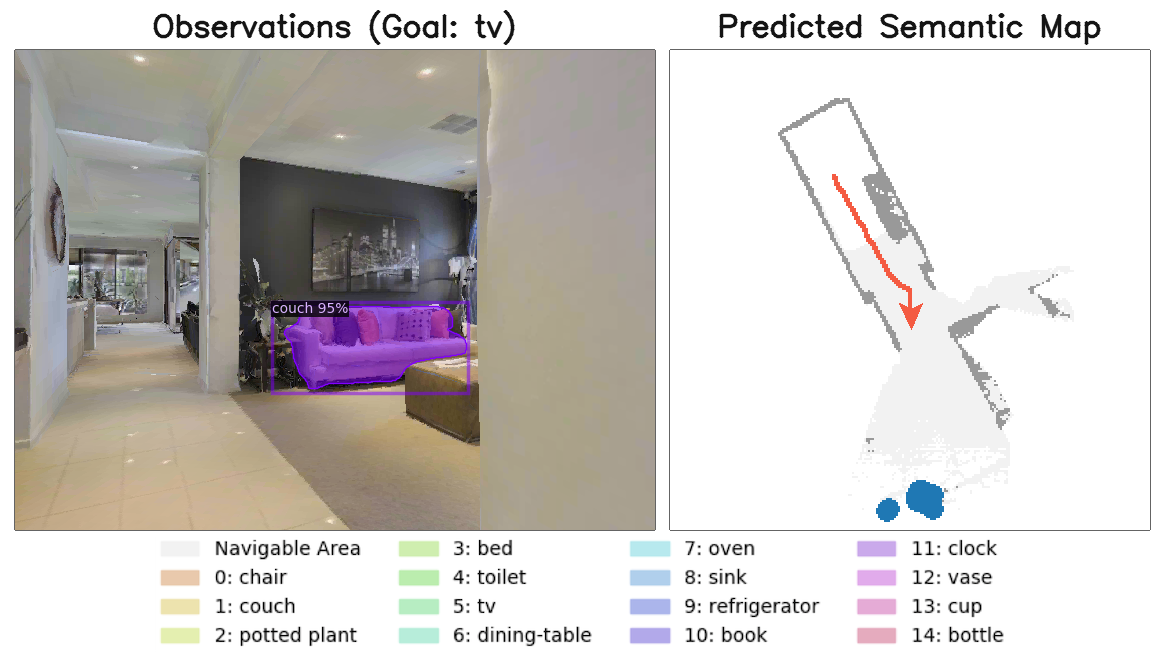 Observations (Goal: tv)
Predicted Semantic Map
couch 95%
Navigable Area
0: chair
1: couch
2: potted plant
3: bed
4: toilet
5: tv
6: dining-table
7: oven
8: sink
9: refrigerator
10: book
11: clock
12: vase
13: cup
14: bottle